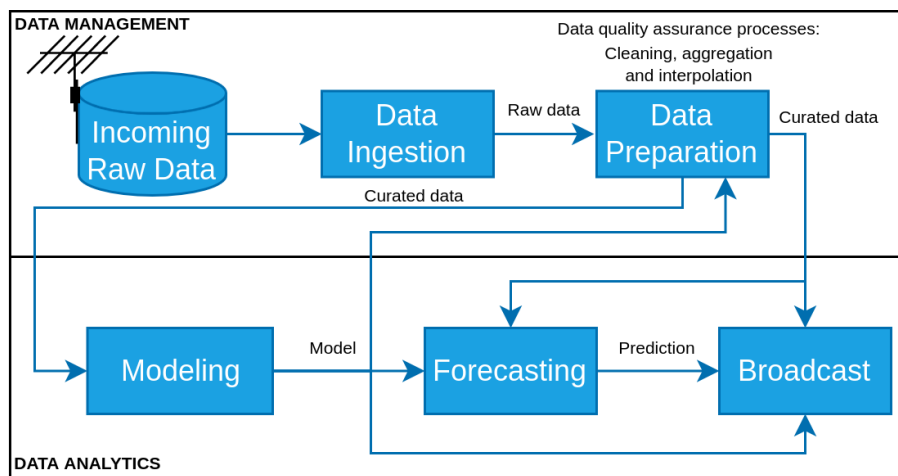 DATA MANAGEMENT
Data quality assurance processes:
Cleaning, aggregation
and interpolation
Incoming
Raw Data
Data
Ingestion
Raw data
Data
Preparation
Curated data
Curated data
Modeling
Model
Forecasting
Prediction
Broadcast
DATA ANALYTICS